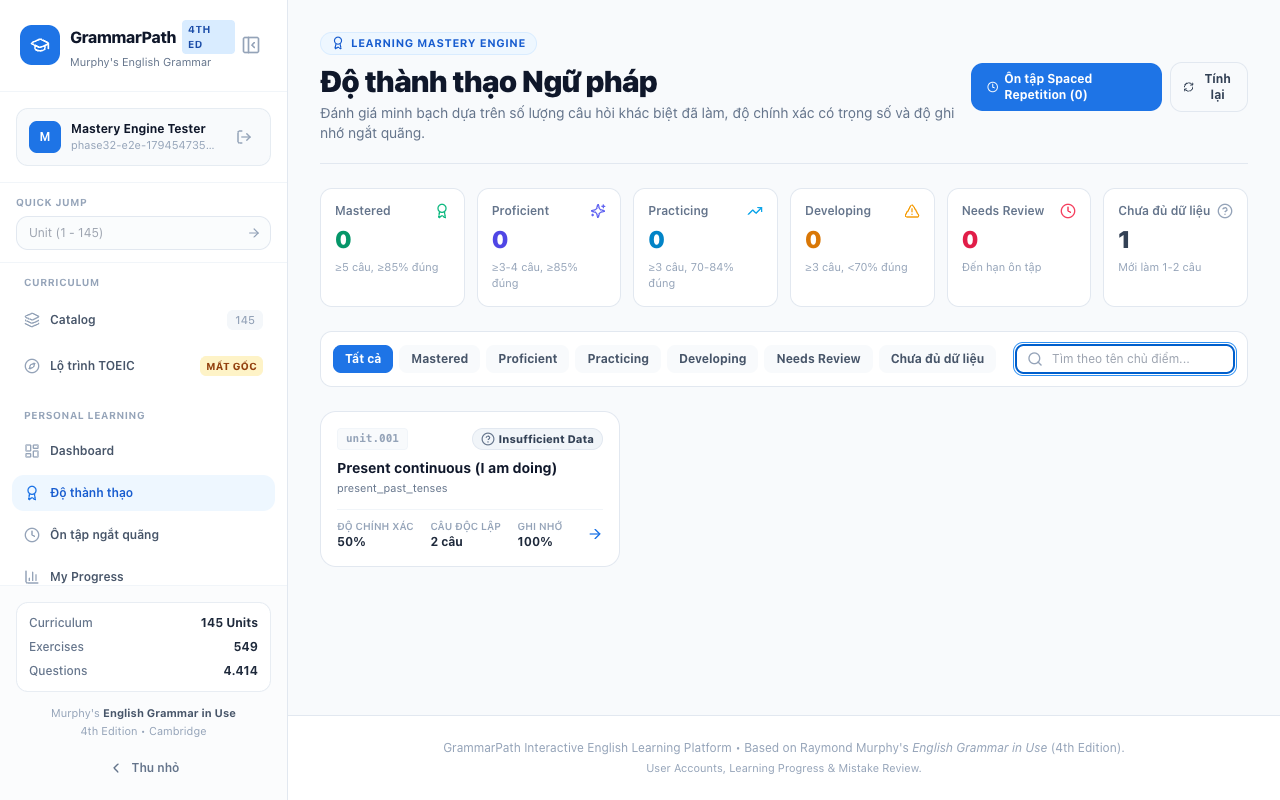 GrammarPath
4TH
ED
Murphy's English Grammar
M
Mastery Engine Tester
phase32-e2e-179454735...
QUICK JUMP
Unit (1 - 145)
CURRICULUM
Catalog
145
Lộ trình TOEIC
MẤT GỐC
PERSONAL LEARNING
Dashboard
Độ thành thạo
Ôn tập ngắt quãng
My Progress
Curriculum
145 Units
Exercises
549
Questions
4.414
Murphy's English Grammar in Use
4th Edition • Cambridge
Thu nhỏ
LEARNING MASTERY ENGINE
Độ thành thạo Ngữ pháp
Đánh giá minh bạch dựa trên số lượng câu hỏi khác biệt đã làm, độ chính xác có trọng số và độ ghi
nhớ ngắt quãng.
Ôn tập Spaced
Repetition (0)
Tính
lại
Mastered
0
≥5 câu, ≥85% đúng
Proficient
0
≥3-4 câu, ≥85%
đúng
Practicing
0
≥3 câu, 70-84%
đúng
Developing
0
≥3 câu, <70% đúng
Needs Review
0
Đến hạn ôn tập
Chưa đủ dữ liệu
1
Mới làm 1-2 câu
Tất cả
Mastered
Proficient
Practicing
Developing
Needs Review
Chưa đủ dữ liệu
Tìm theo tên chủ điểm...
unit.001
Insufficient Data
Present continuous (I am doing)
present_past_tenses
ĐỘ CHÍNH XÁC
50%
CÂU ĐỘC LẬP
2 câu
GHI NHỚ
100%
GrammarPath Interactive English Learning Platform • Based on Raymond Murphy's English Grammar in Use (4th Edition).
User Accounts, Learning Progress & Mistake Review.